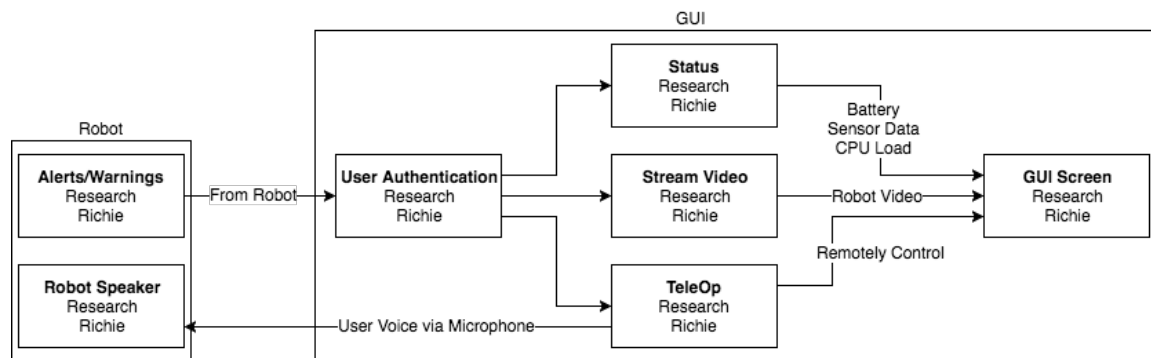 GUI
Status
Research
Richie
Battery
Sensor Data
CPU Load
Robot
Alerts/Warnings
Research
Richie
From Robot
User Authentication
Research
Richie
Stream Video
Research
Richie
Robot Video
GUI Screen
Research
Richie
Remotely Control
Robot Speaker
Research
Richie
User Voice via Microphone
TeleOp
Research
Richie